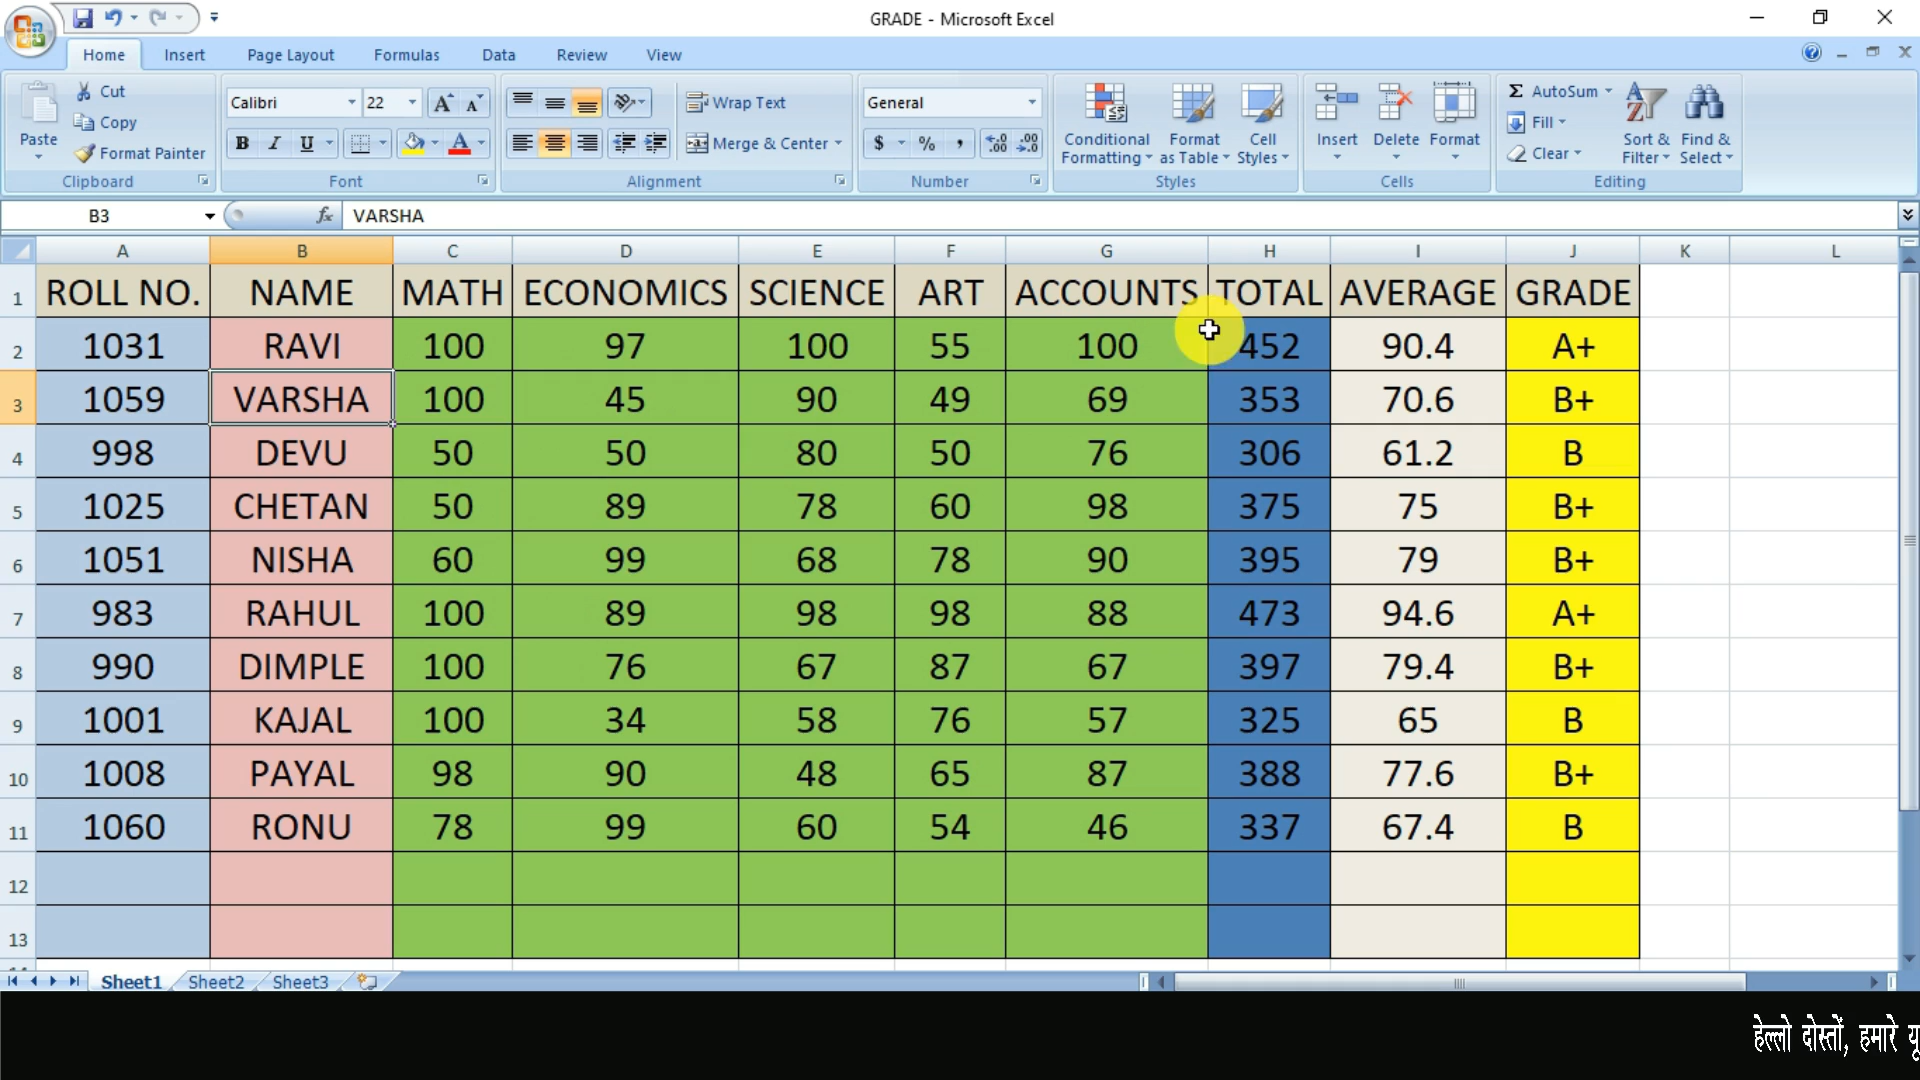 GRADE - Microsoft Excel
Home Insert Page Layout Formulas Data Review View
Paste Cut Copy Format Painter Clipboard
Calibri 22 A A B I U A Font
Wrap Text Merge & Center Alignment
General $ % , Number
Conditional Formatting Format as Table Cell Styles Styles
Insert Delete Format Cells
Σ AutoSum Fill Clear Sort & Filter Find & Select Editing
B3 fx VARSHA
A B C D E F G H I J K L
1 ROLL NO. NAME MATH ECONOMICS SCIENCE ART ACCOUNTS TOTAL AVERAGE GRADE
2 1031 RAVI 100 97 100 55 100 452 90.4 A+
3 1059 VARSHA 100 45 90 49 69 353 70.6 B+
4 998 DEVU 50 50 80 50 76 306 61.2 B
5 1025 CHETAN 50 89 78 60 98 375 75 B+
6 1051 NISHA 60 99 68 78 90 395 79 B+
7 983 RAHUL 100 89 98 98 88 473 94.6 A+
8 990 DIMPLE 100 76 67 87 67 397 79.4 B+
9 1001 KAJAL 100 34 58 76 57 325 65 B
10 1008 PAYAL 98 90 48 65 87 388 77.6 B+
11 1060 RONU 78 99 60 54 46 337 67.4 B
12
13
Sheet1 Sheet2 Sheet3
हेल्लो दोस्तों, हमारे